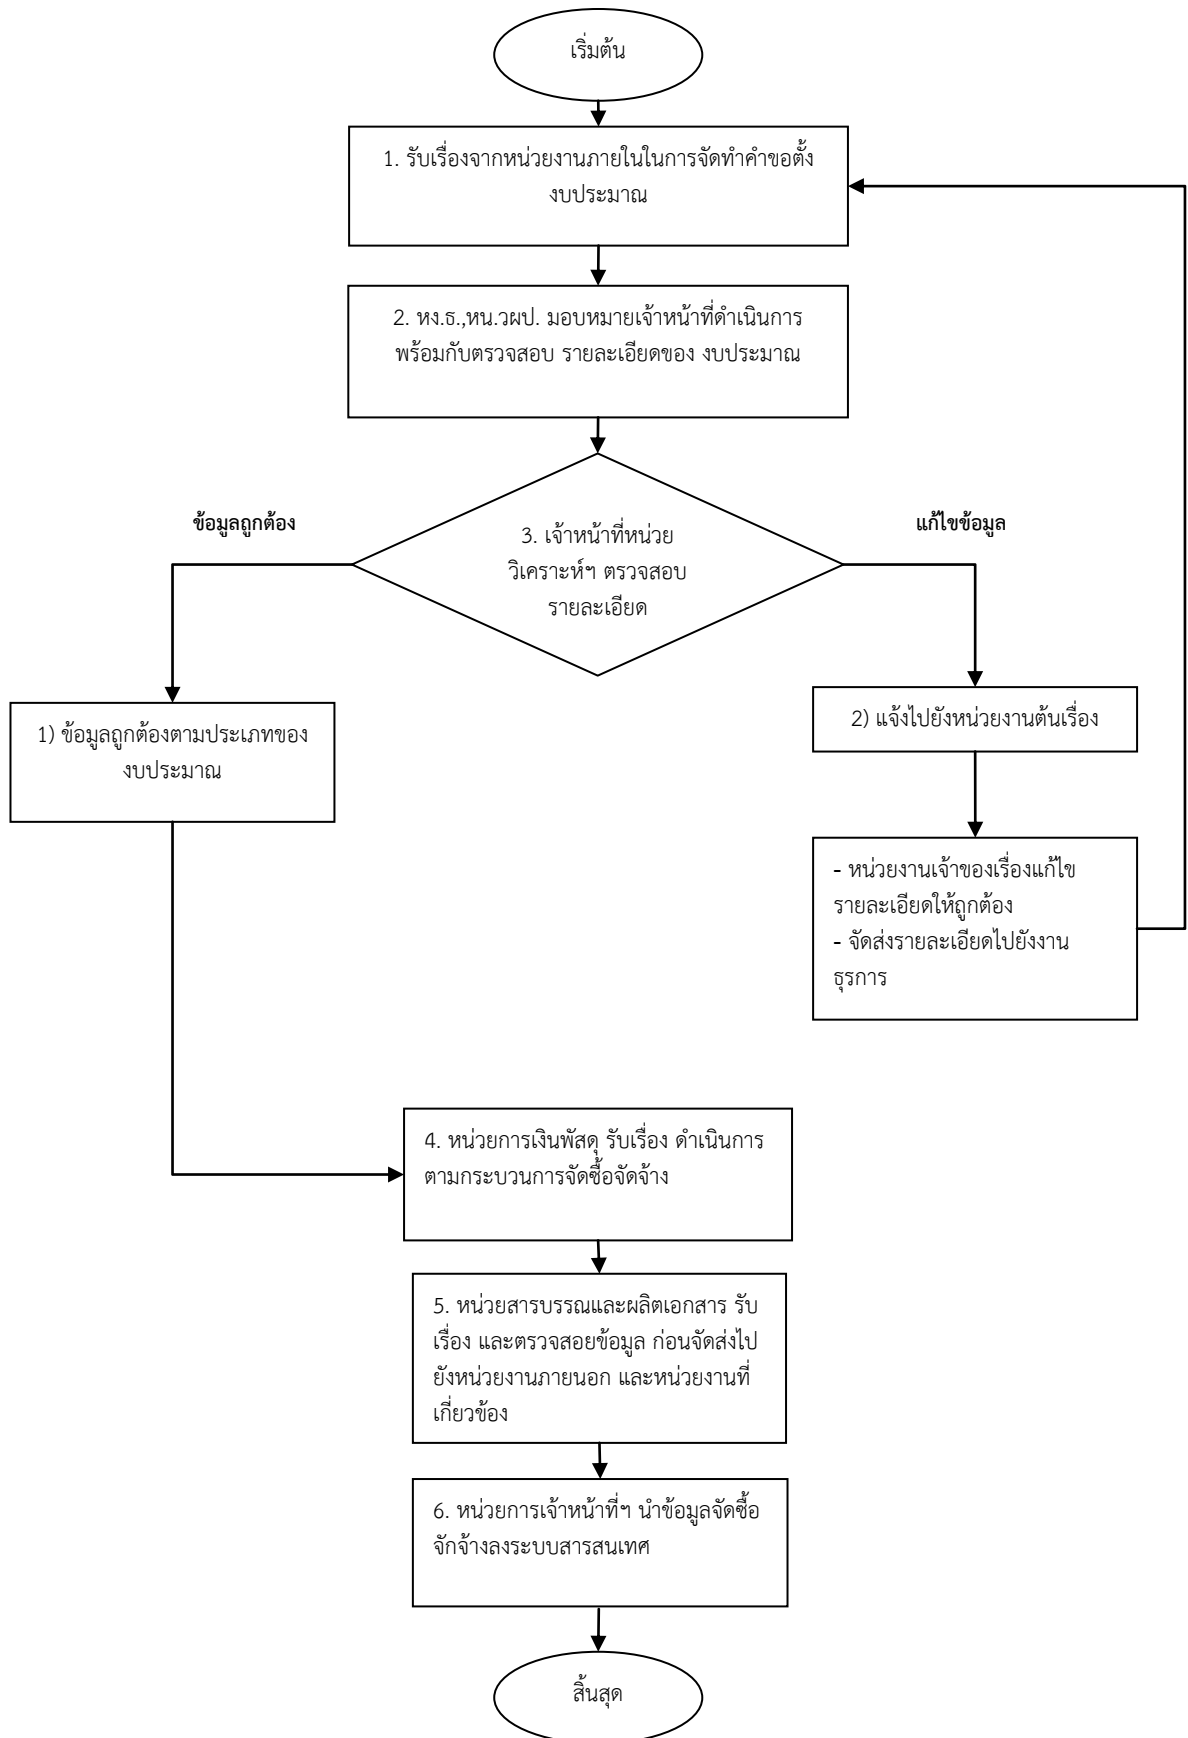 เริ่มต้น
1. รับเรื่องจากหน่วยงานภายในในการจัดทำคำขอตั้ง
งบประมาณ
2. หง.ธ.,หน.วผป. มอบหมายเจ้าหน้าที่ดำเนินการ
พร้อมกับตรวจสอบ รายละเอียดของ งบประมาณ
ข้อมูลถูกต้อง
แก้ไขข้อมูล
3. เจ้าหน้าที่หน่วย
วิเคราะห์ฯ ตรวจสอบ
รายละเอียด
1) ข้อมูลถูกต้องตามประเภทของ
งบประมาณ
2) แจ้งไปยังหน่วยงานต้นเรื่อง
- หน่วยงานเจ้าของเรื่องแก้ไข
รายละเอียดให้ถูกต้อง
- จัดส่งรายละเอียดไปยังงาน
ธุรการ
4. หน่วยการเงินพัสดุ รับเรื่อง ดำเนินการ
ตามกระบวนการจัดซื้อจัดจ้าง
5. หน่วยสารบรรณและผลิตเอกสาร รับ
เรื่อง และตรวจสอยข้อมูล ก่อนจัดส่งไป
ยังหน่วยงานภายนอก และหน่วยงานที่
เกี่ยวข้อง
6. หน่วยการเจ้าหน้าที่ฯ นำข้อมูลจัดซื้อ
จักจ้างลงระบบสารสนเทศ
สิ้นสุด